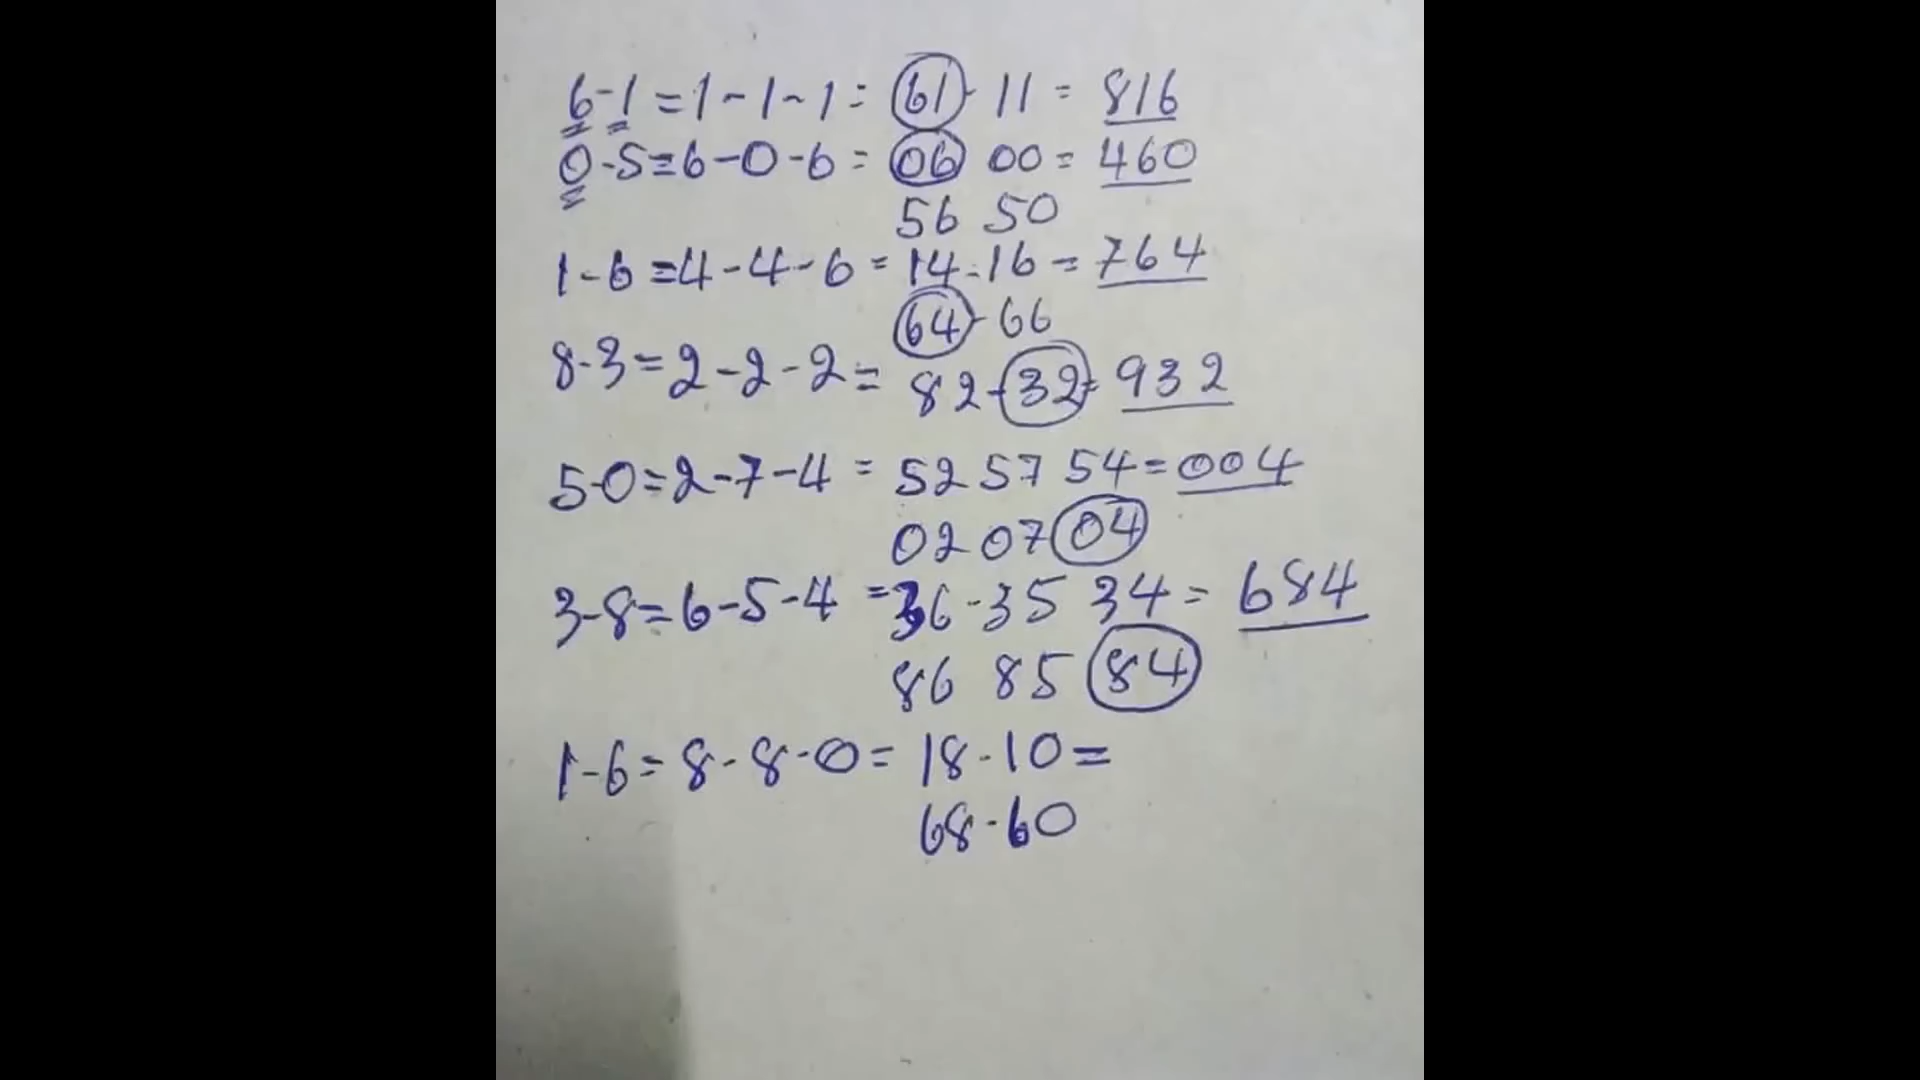 6-1=1-1-1= 61- 11 = 816
0-5=6-0-6= 06 00= 460
56 50
1-6=4-4-6= 14-16= 764
64- 66
8-3=2-2-2= 82-32= 932
5-0=2-7-4= 52 57 54=004
02 07 04
3-8=6-5-4 =36-35 34= 684
86 85 84
1-6=8-8-0= 18-10=
68-60